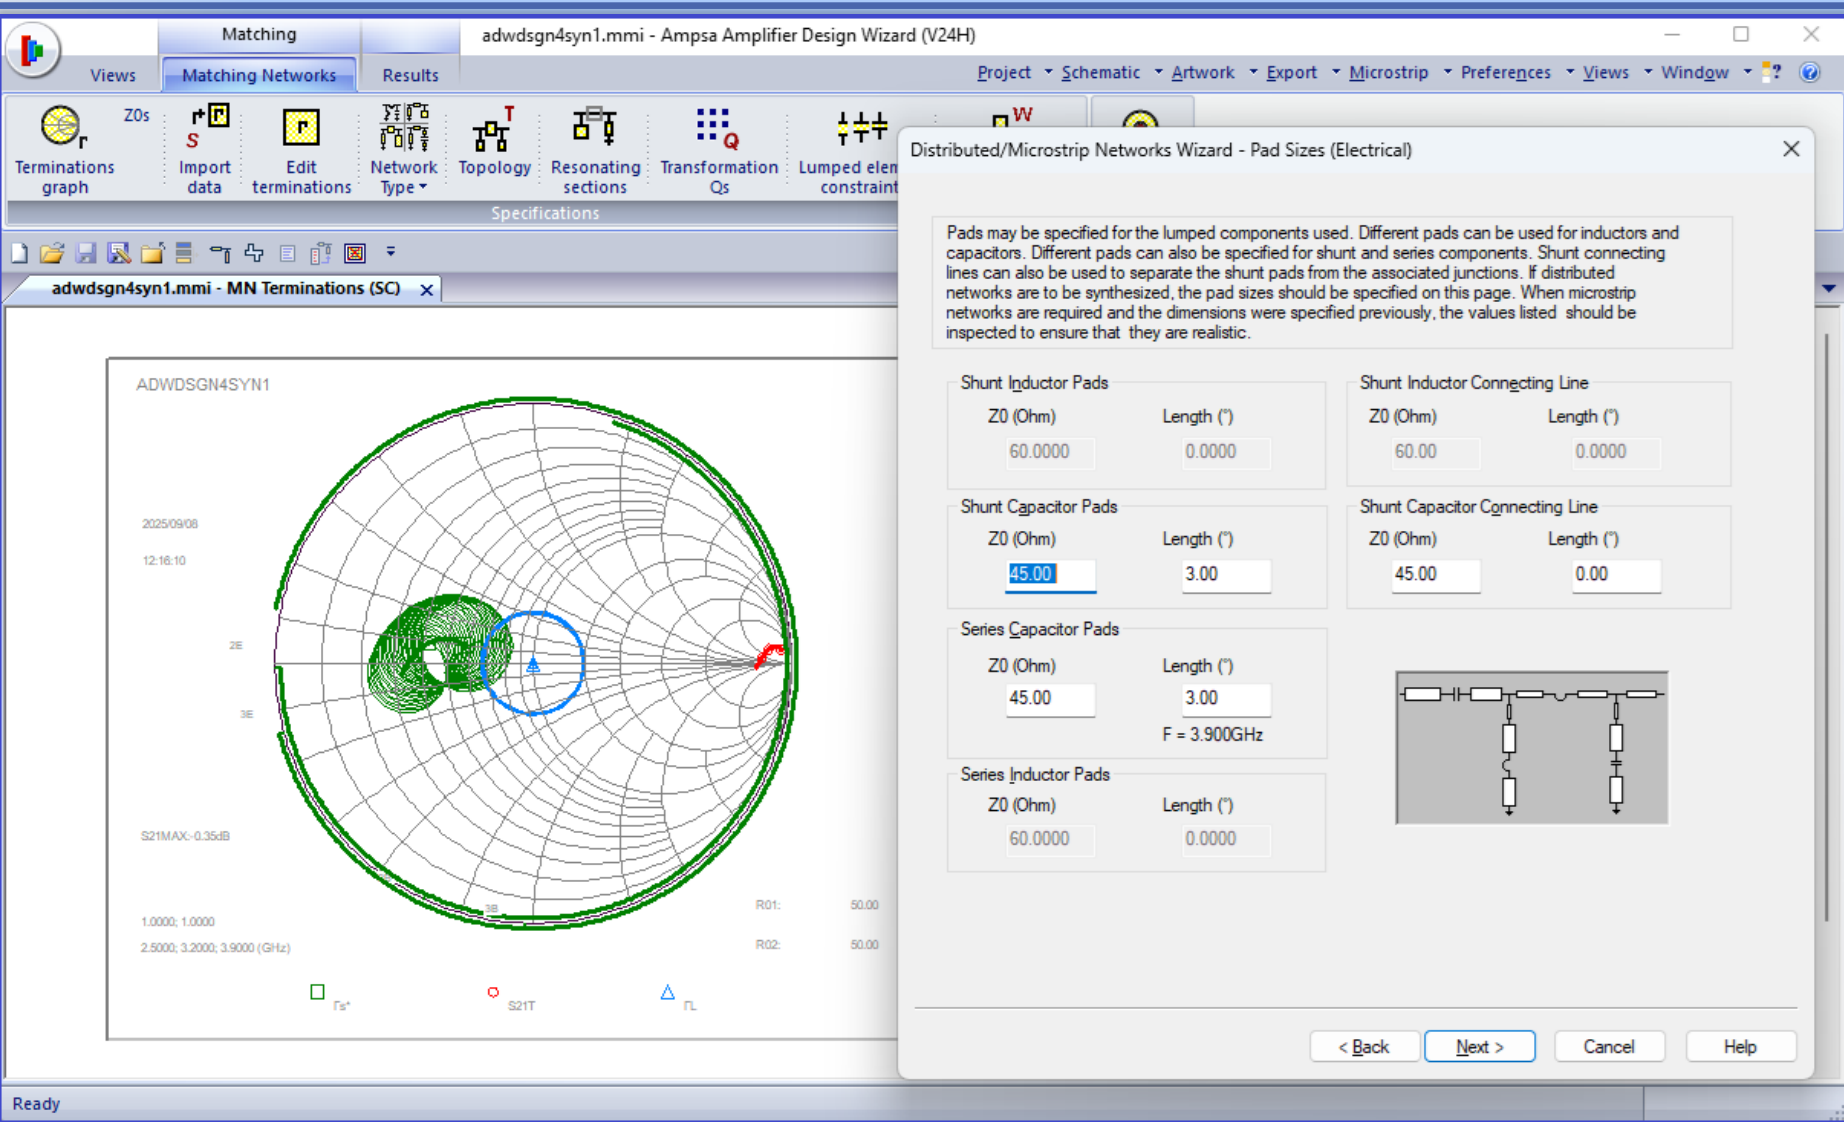 Matching
adwdsgn4syn1.mmi - Ampsa Amplifier Design Wizard (V24H)
Views
Matching Networks
Results
Project
Schematic
Artwork
Export
Microstrip
Preferences
Views
Window
?
Terminations graph
Z0s
Import data
Edit terminations
Network Type
Topology
Resonating sections
Transformation Qs
Lumped elem
constraint
Specifications
adwdsgn4syn1.mmi - MN Terminations (SC)
ADWDSGN4SYN1
2025/09/08
12:16:10
2E
3E
3B
S21MAX:-0.35dB
1.0000; 1.0000
2.5000; 3.2000; 3.9000 (GHz)
R01: 50.00
R02: 50.00
Γs*
S21T
ΓL
Distributed/Microstrip Networks Wizard - Pad Sizes (Electrical)
Pads may be specified for the lumped components used. Different pads can be used for inductors and
capacitors. Different pads can also be specified for shunt and series components. Shunt connecting
lines can also be used to separate the shunt pads from the associated junctions. If distributed
networks are to be synthesized, the pad sizes should be specified on this page. When microstrip
networks are required and the dimensions were specified previously, the values listed should be
inspected to ensure that they are realistic.
Shunt Inductor Pads
Z0 (Ohm) Length (°)
60.0000 0.0000
Shunt Inductor Connecting Line
Z0 (Ohm) Length (°)
60.00 0.0000
Shunt Capacitor Pads
Z0 (Ohm) Length (°)
45.00 3.00
Shunt Capacitor Connecting Line
Z0 (Ohm) Length (°)
45.00 0.00
Series Capacitor Pads
Z0 (Ohm) Length (°)
45.00 3.00
F = 3.900GHz
Series Inductor Pads
Z0 (Ohm) Length (°)
60.0000 0.0000
< Back
Next >
Cancel
Help
Ready